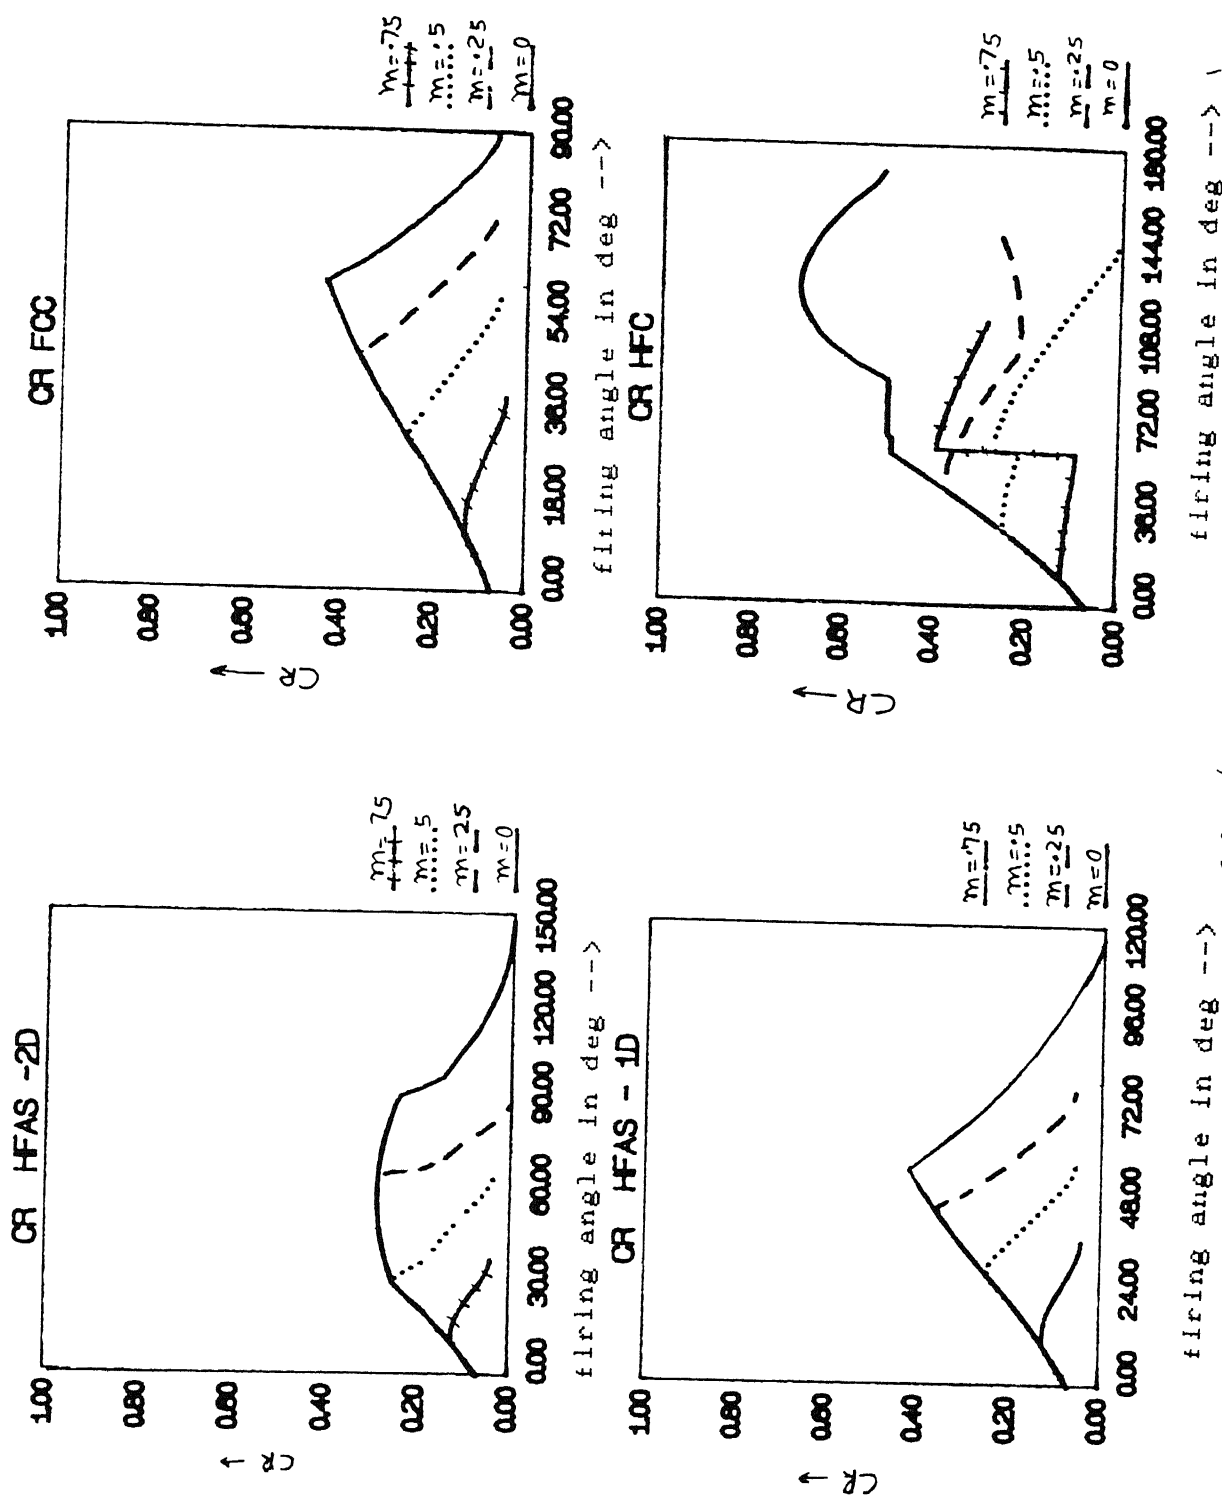 CR HFAS -2D
1.00
0.80
0.60
0.40
0.20
0.00
CR →
0.00 30.00 60.00 90.00 120.00 150.00
firing angle in deg -->
m=.75
m=.5
m=.25
m=0
CR FCC
1.00
0.80
0.60
0.40
0.20
0.00
CR →
0.00 18.00 36.00 54.00 72.00 90.00
firing angle in deg -->
m=.75
m=.5
m=.25
m=0
CR HFAS - 1D
1.00
0.80
0.60
0.40
0.20
0.00
CR →
0.00 24.00 48.00 72.00 96.00 120.00
firing angle in deg -->
m=.75
m=.5
m=.25
m=0
CR HFC
1.00
0.80
0.60
0.40
0.20
0.00
CR →
0.00 36.00 72.00 108.00 144.00 180.00
firing angle in deg -->
m=.75
m=.5
m=.25
m=0